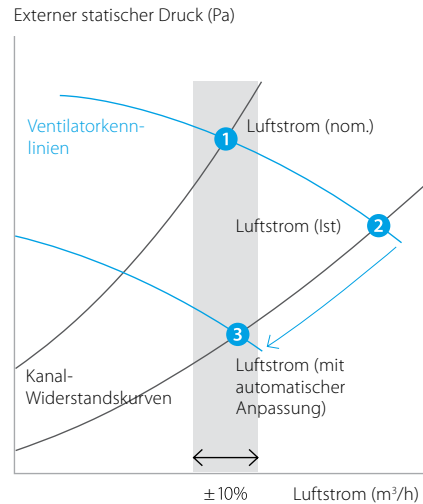 Externer statischer Druck (Pa)
Ventilatorkenn-
linien
1
Luftstrom (nom.)
Luftstrom (Ist)
2
3
Luftstrom (mit
automatischer
Anpassung)
Kanal-
Widerstandskurven
±10%
Luftstrom (m³/h)